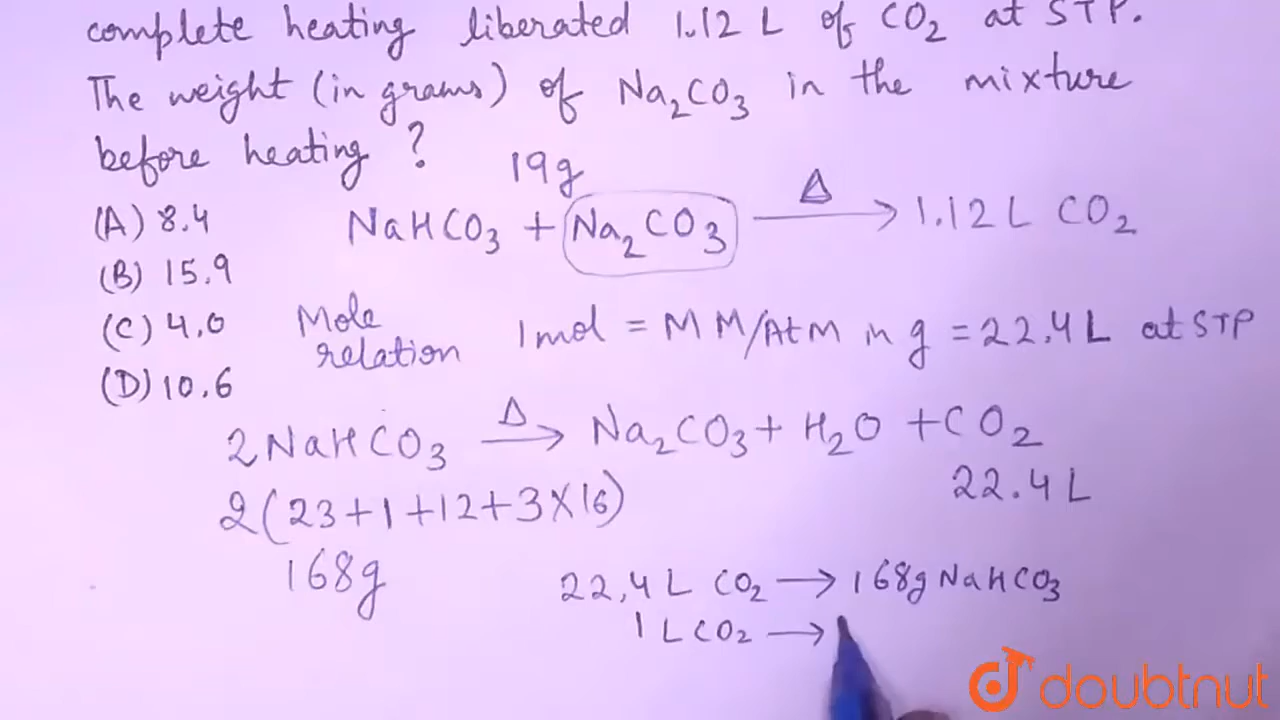 complete heating liberated 1.12 L of CO₂ at STP.
The weight (in grams) of Na₂CO₃ in the mixture
before heating ?
19g
(A) 8.4
NaHCO₃ + Na₂CO₃ —Δ→ 1.12 L CO₂
(B) 15.9
(C) 4.0
Mole relation
1mol = MM/AtM in g = 22.4 L at STP
(D) 10.6
2NaHCO₃ —Δ→ Na₂CO₃ + H₂O + CO₂
2(23+1+12+3×16)
22.4 L
168g
22.4 L CO₂ → 168g NaHCO₃
1 L CO₂ →
doubtnut